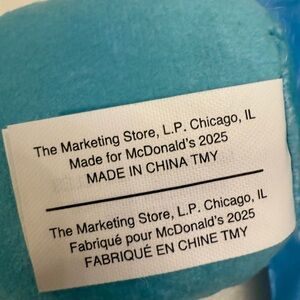 The Marketing Store, L.P. Chicago, IL
Made for McDonald's 2025
MADE IN CHINA TMY
The Marketing Store, L.P. Chicago, IL
Fabriqué pour McDonald's 2025
FABRIQUÉ EN CHINE TMY